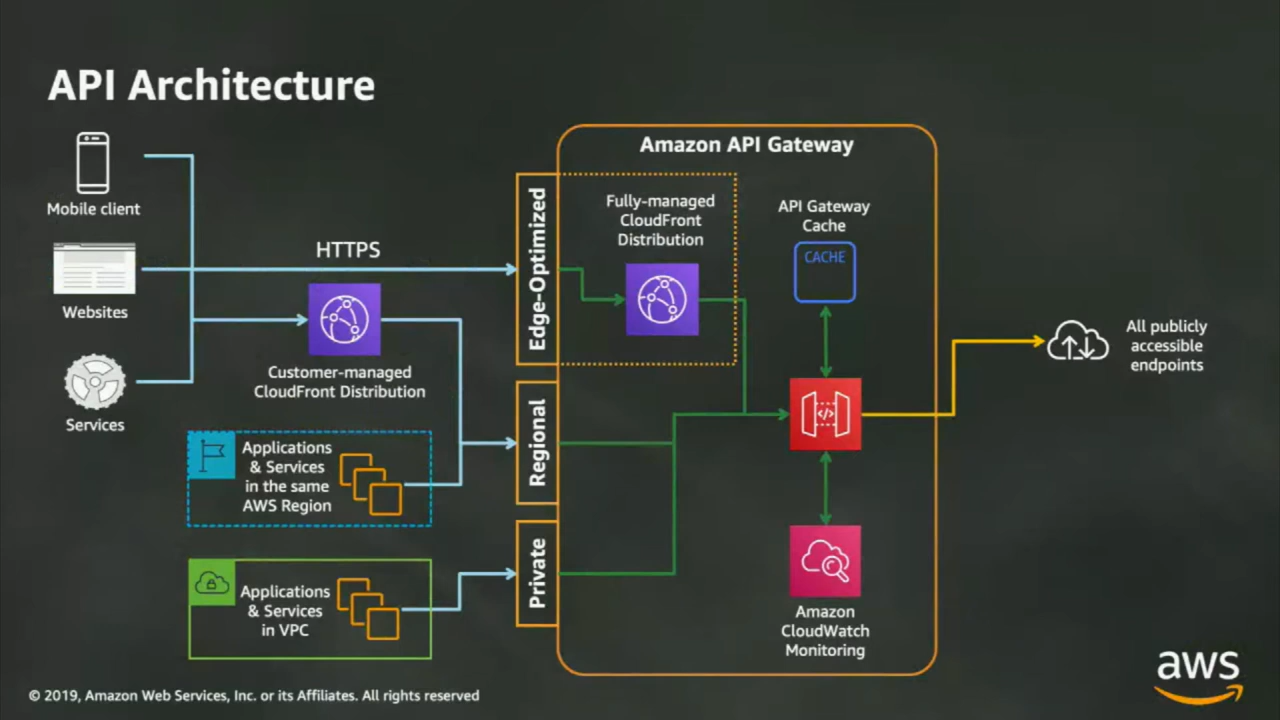 API Architecture
Mobile client
Websites
Services
HTTPS
Customer-managed
CloudFront Distribution
Applications
& Services
in the same
AWS Region
Applications
& Services
in VPC
Edge-Optimized
Regional
Private
Amazon API Gateway
Fully-managed
CloudFront
Distribution
API Gateway
Cache
CACHE
</>
Amazon
CloudWatch
Monitoring
All publicly
accessible
endpoints
© 2019, Amazon Web Services, Inc. or its Affiliates. All rights reserved
aws